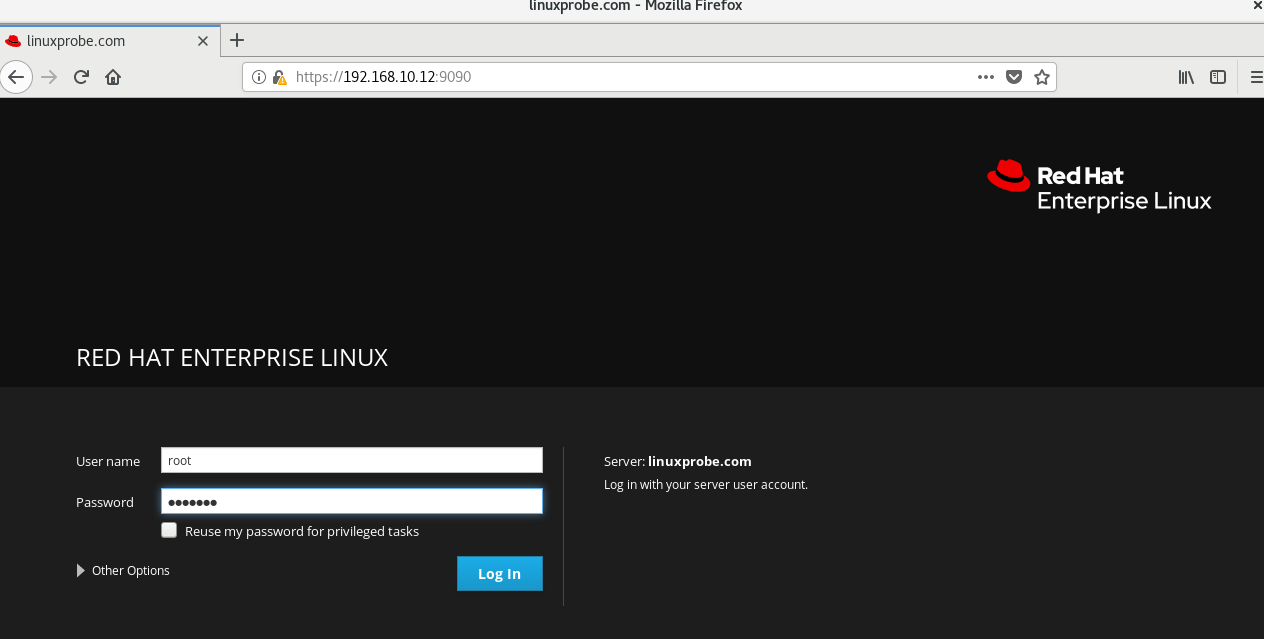 linuxprobe.com - Mozilla Firefox
linuxprobe.com
https://192.168.10.12:9090
Red Hat
Enterprise Linux
RED HAT ENTERPRISE LINUX
User name root
Password
Reuse my password for privileged tasks
Other Options
Log In
Server: linuxprobe.com
Log in with your server user account.